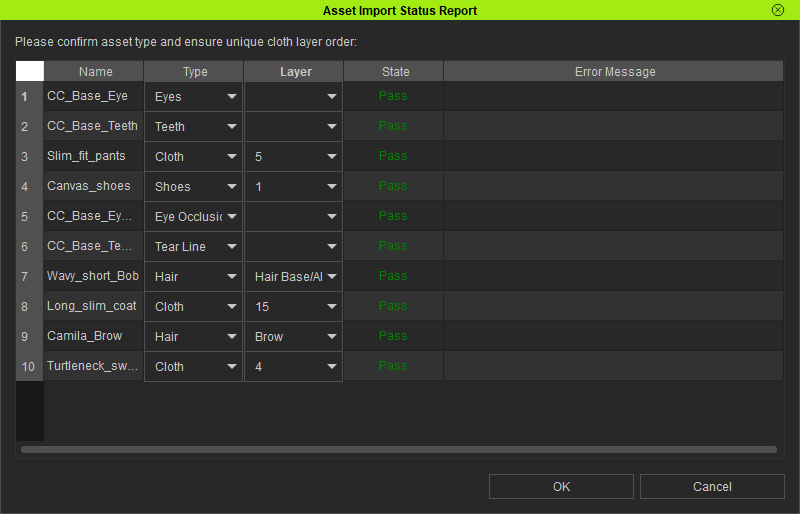 Asset Import Status Report
Please confirm asset type and ensure unique cloth layer order:
Name Type Layer State Error Message
1 CC_Base_Eye Eyes Pass
2 CC_Base_Teeth Teeth Pass
3 Slim_fit_pants Cloth 5 Pass
4 Canvas_shoes Shoes 1 Pass
5 CC_Base_Ey... Eye Occlusic Pass
6 CC_Base_Te... Tear Line Pass
7 Wavy_short_Bob Hair Hair Base/Al Pass
8 Long_slim_coat Cloth 15 Pass
9 Camila_Brow Hair Brow Pass
10 Turtleneck_sw... Cloth 4 Pass
OK Cancel